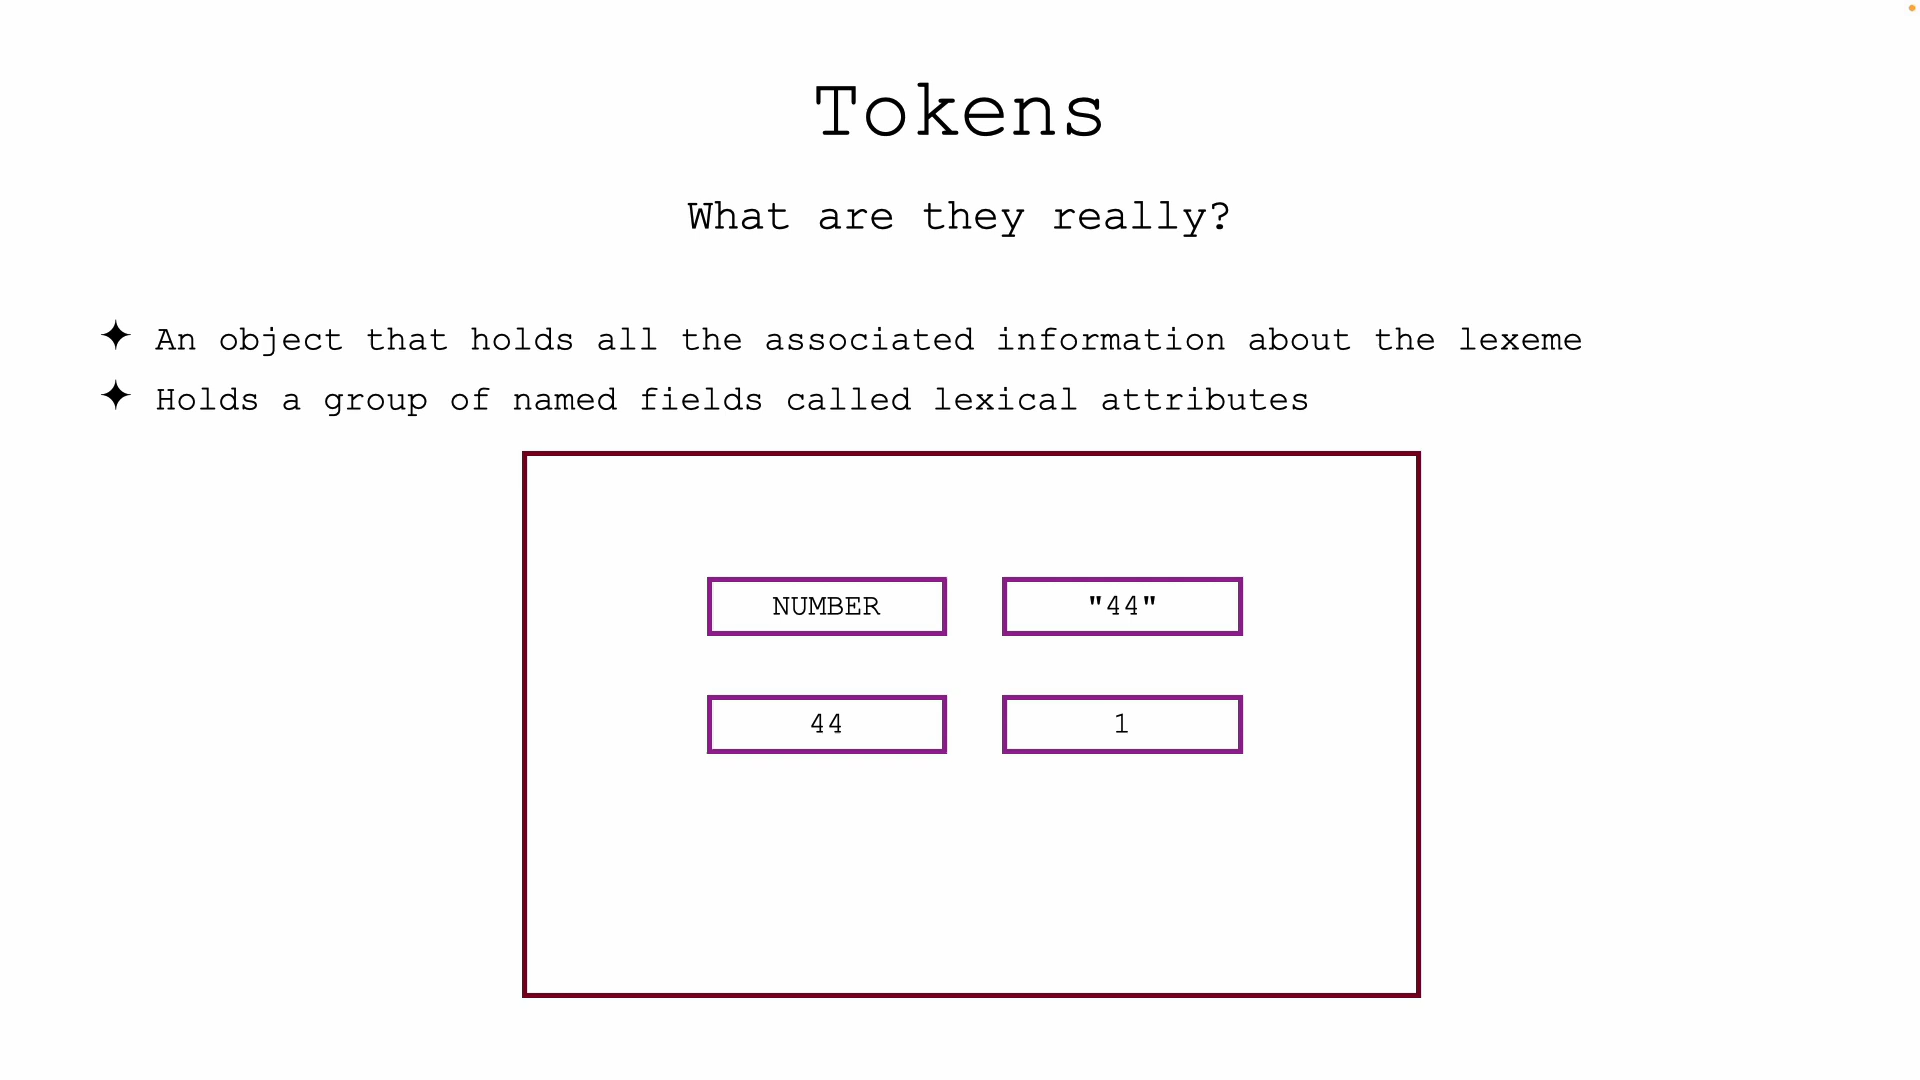 Tokens
What are they really?
✦ An object that holds all the associated information about the lexeme
✦ Holds a group of named fields called lexical attributes
NUMBER "44"
44 1